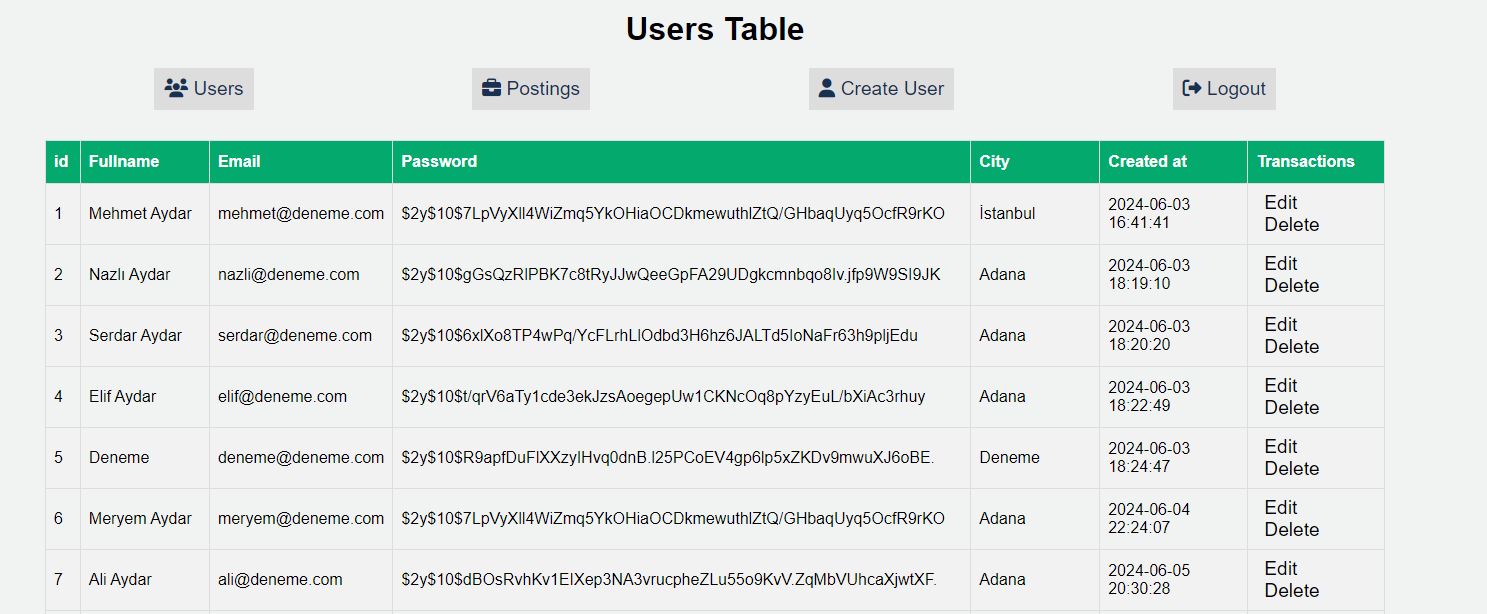 Users Table
Users Postings Create User Logout
id Fullname Email Password City Created at Transactions
1 Mehmet Aydar mehmet@deneme.com $2y$10$7LpVyXlI4WiZmq5YkOHiaOCDkmewuthlZtQ/GHbaqUyq5OcfR9rKO İstanbul 2024-06-03 Edit
16:41:41 Delete
2 Nazlı Aydar nazli@deneme.com $2y$10$gGsQzRlPBK7c8tRyJJwQeeGpFA29UDgkcmnbqo8Iv.jfp9W9SI9JK Adana 2024-06-03 Edit
18:19:10 Delete
3 Serdar Aydar serdar@deneme.com $2y$10$6xlXo8TP4wPq/YcFLrhLlOdbd3H6hz6JALTd5IoNaFr63h9pljEdu Adana 2024-06-03 Edit
18:20:20 Delete
4 Elif Aydar elif@deneme.com $2y$10$t/qrV6aTy1cde3ekJzsAoegepUw1CKNcOq8pYzyEuL/bXiAc3rhuy Adana 2024-06-03 Edit
18:22:49 Delete
5 Deneme deneme@deneme.com $2y$10$R9apfDuFlXXzylHvq0dnB.I25PCoEV4gp6lp5xZKDv9mwuXJ6oBE. Deneme 2024-06-03 Edit
18:24:47 Delete
6 Meryem Aydar meryem@deneme.com $2y$10$7LpVyXlI4WiZmq5YkOHiaOCDkmewuthlZtQ/GHbaqUyq5OcfR9rKO Adana 2024-06-04 Edit
22:24:07 Delete
7 Ali Aydar ali@deneme.com $2y$10$dBOsRvhKv1EIXep3NA3vrucpheZLu55o9KvV.ZqMbVUhcaXjwtXF. Adana 2024-06-05 Edit
20:30:28 Delete